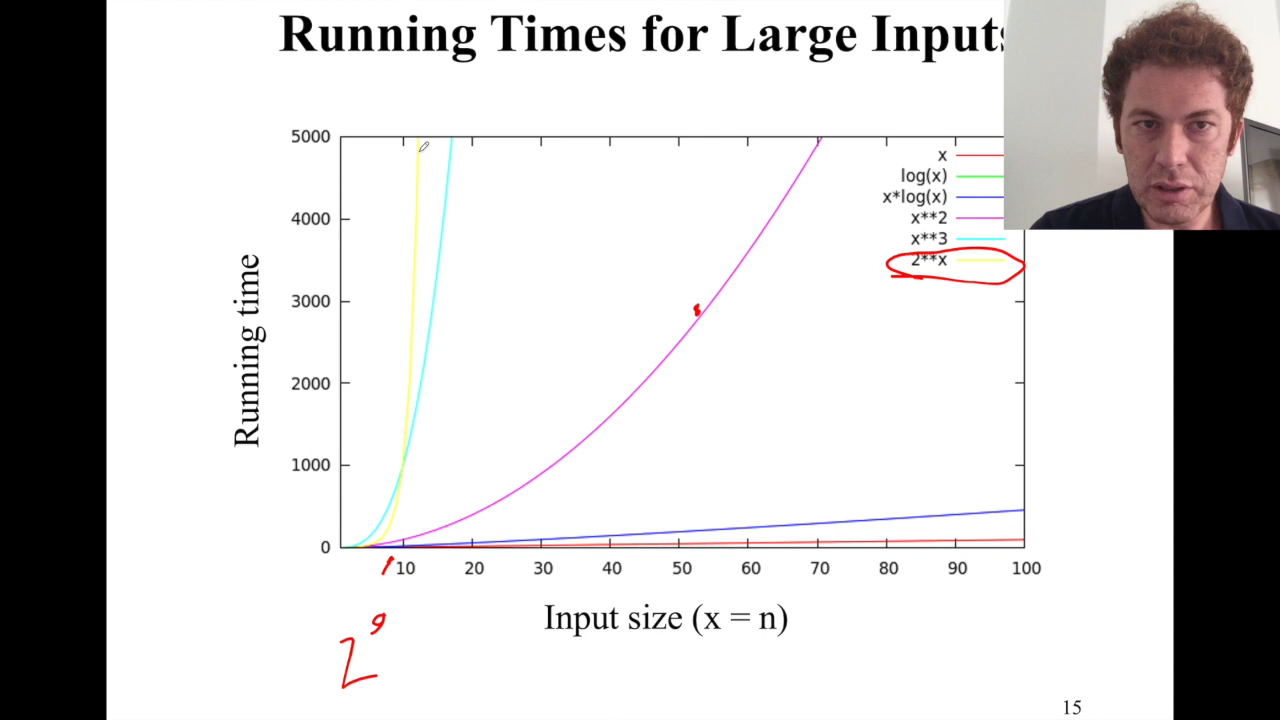 Running Times for Large Inputs
5000
4000
3000
2000
1000
0
Running time
x
log(x)
x*log(x)
x**2
x**3
2**x
10 20 30 40 50 60 70 80 90 100
Input size (x = n)
2⁹
15